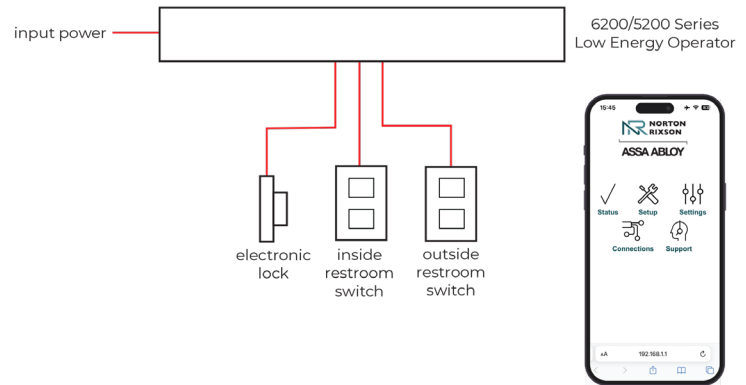 input power
6200/5200 Series
Low Energy Operator
electronic
lock
inside
restroom
switch
outside
restroom
switch
15:45
NR NORTON
RIXSON
ASSA ABLOY
Status
Setup
Settings
Connections
Support
AA
192.168.1.1